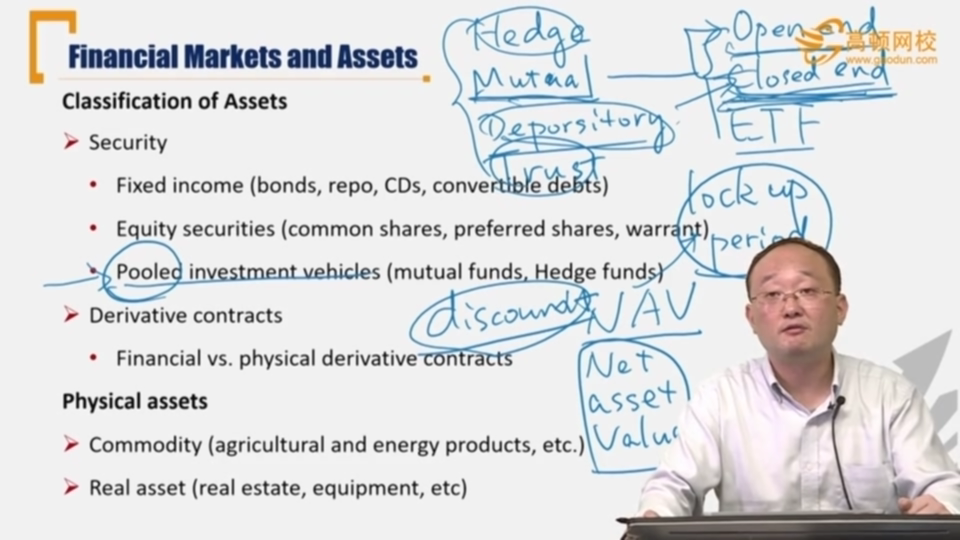 Financial Markets and Assets
Classification of Assets
Security
Fixed income (bonds, repo, CDs, convertible debts)
Equity securities (common shares, preferred shares, warrant)
Pooled investment vehicles (mutual funds, Hedge funds)
Derivative contracts
Financial vs. physical derivative contracts
Physical assets
Commodity (agricultural and energy products, etc.)
Real asset (real estate, equipment, etc)
Hedge
Mutual
Deporsitory
Trust
Open end
Closed end
ETF
lock up
period
discount
NAV
Net
asset
Value
高顿网校
www.gaodun.com